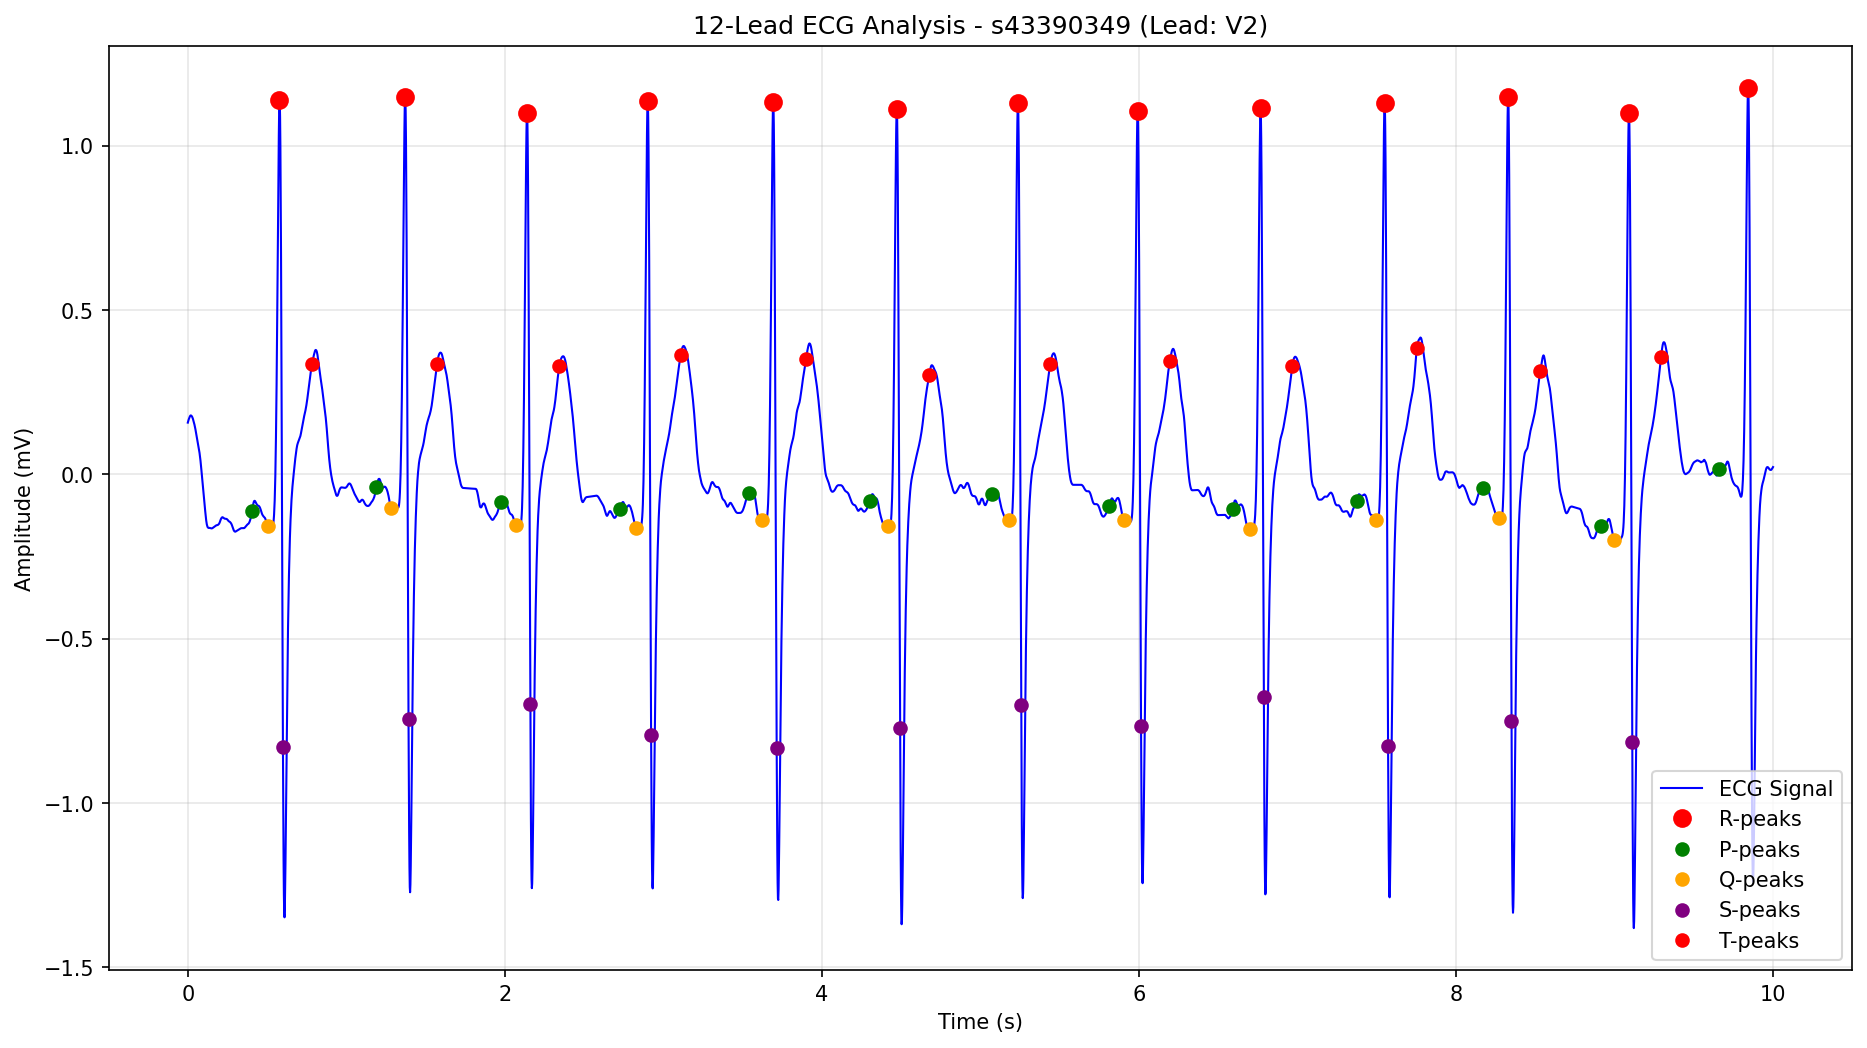 12-Lead ECG Analysis - s43390349 (Lead: V2)
Amplitude (mV)
1.0
0.5
0.0
−0.5
−1.0
−1.5
0 2 4 6 8 10
Time (s)
ECG Signal
R-peaks
P-peaks
Q-peaks
S-peaks
T-peaks